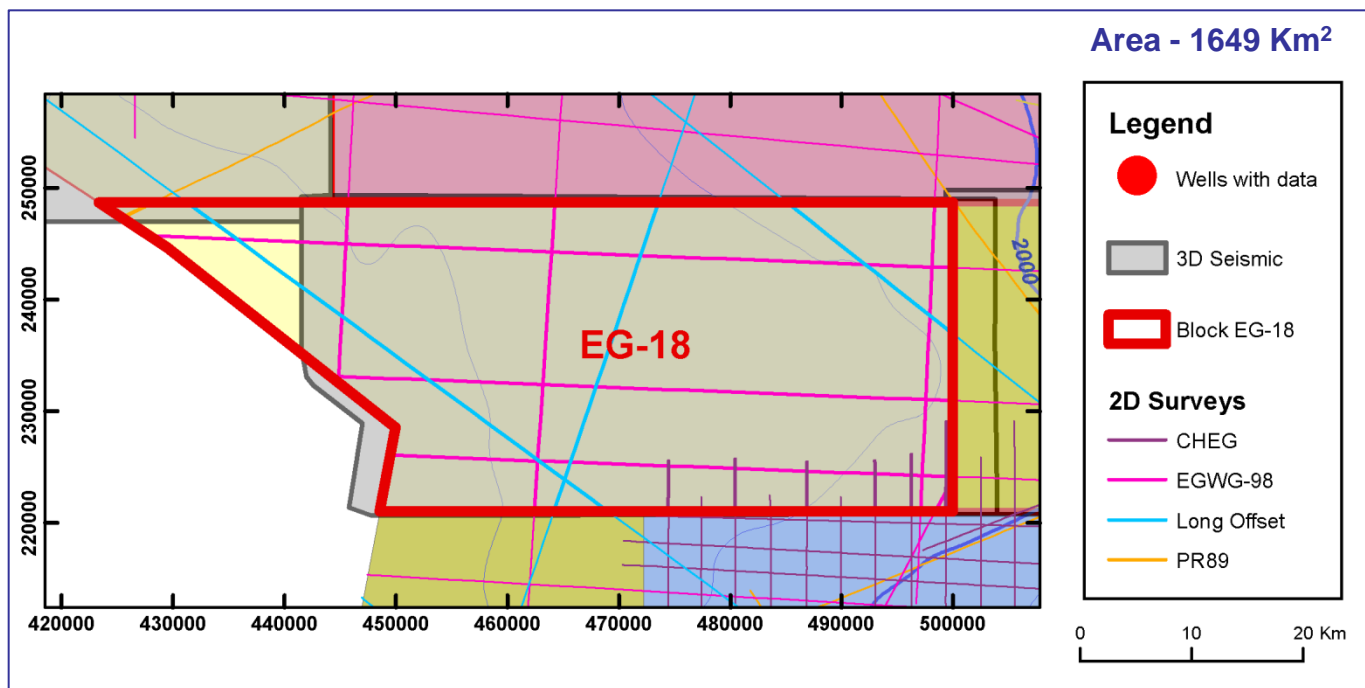 Area - 1649 Km²
Legend
Wells with data
3D Seismic
Block EG-18
2D Surveys
CHEG
EGWG-98
Long Offset
PR89
0 10 20 Km
250000
240000
230000
220000
2000
EG-18
420000 430000 440000 450000 460000 470000 480000 490000 500000